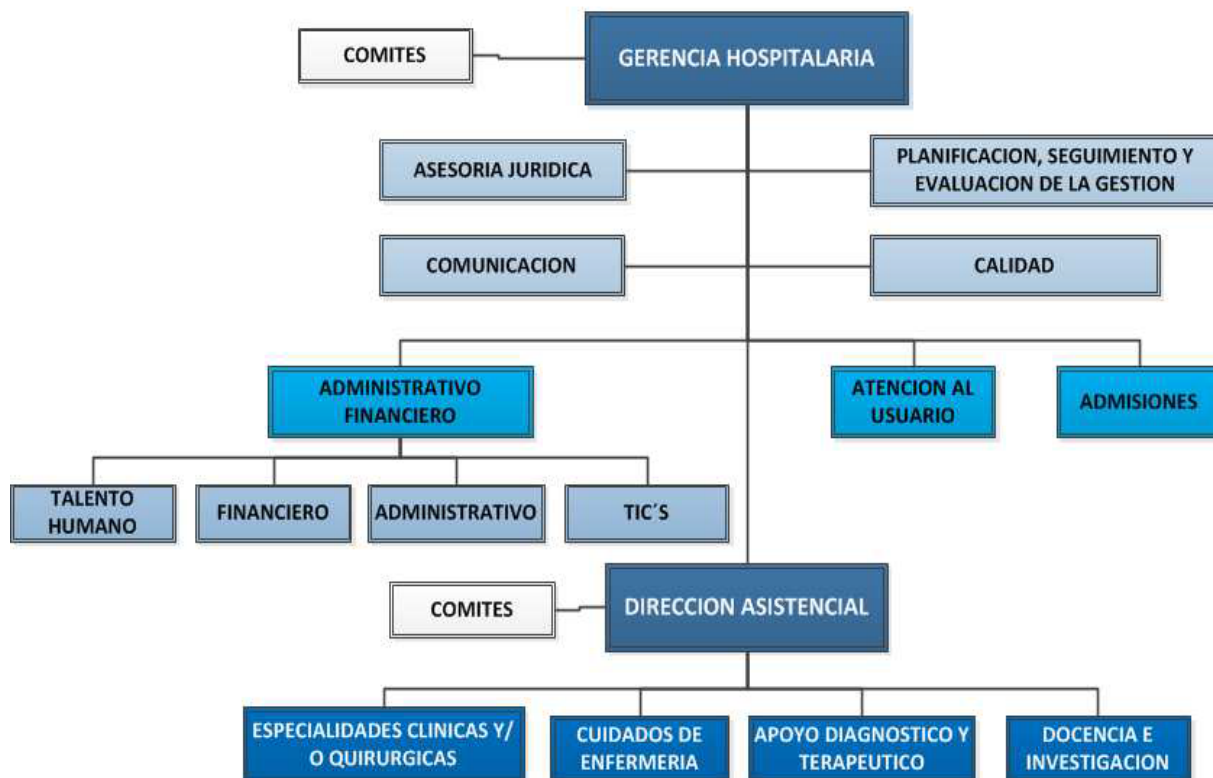 COMITES
GERENCIA HOSPITALARIA
ASESORIA JURIDICA
PLANIFICACION, SEGUIMIENTO Y
EVALUACION DE LA GESTION
COMUNICACION
CALIDAD
ADMINISTRATIVO
FINANCIERO
ATENCION AL
USUARIO
ADMISIONES
TALENTO
HUMANO
FINANCIERO
ADMINISTRATIVO
TIC´S
COMITES
DIRECCION ASISTENCIAL
ESPECIALIDADES CLINICAS Y/
O QUIRURGICAS
CUIDADOS DE
ENFERMERIA
APOYO DIAGNOSTICO Y
TERAPEUTICO
DOCENCIA E
INVESTIGACION